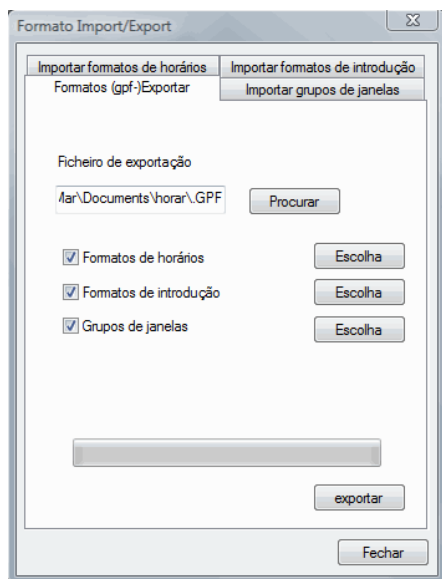 Formato Import/Export
Importar formatos de horários
Importar formatos de introdução
Formatos (gpf-)Exportar
Importar grupos de janelas
Ficheiro de exportação
\Documents\horar\.GPF
Procurar
Formatos de horários
Escolha
Formatos de introdução
Escolha
Grupos de janelas
Escolha
exportar
Fechar